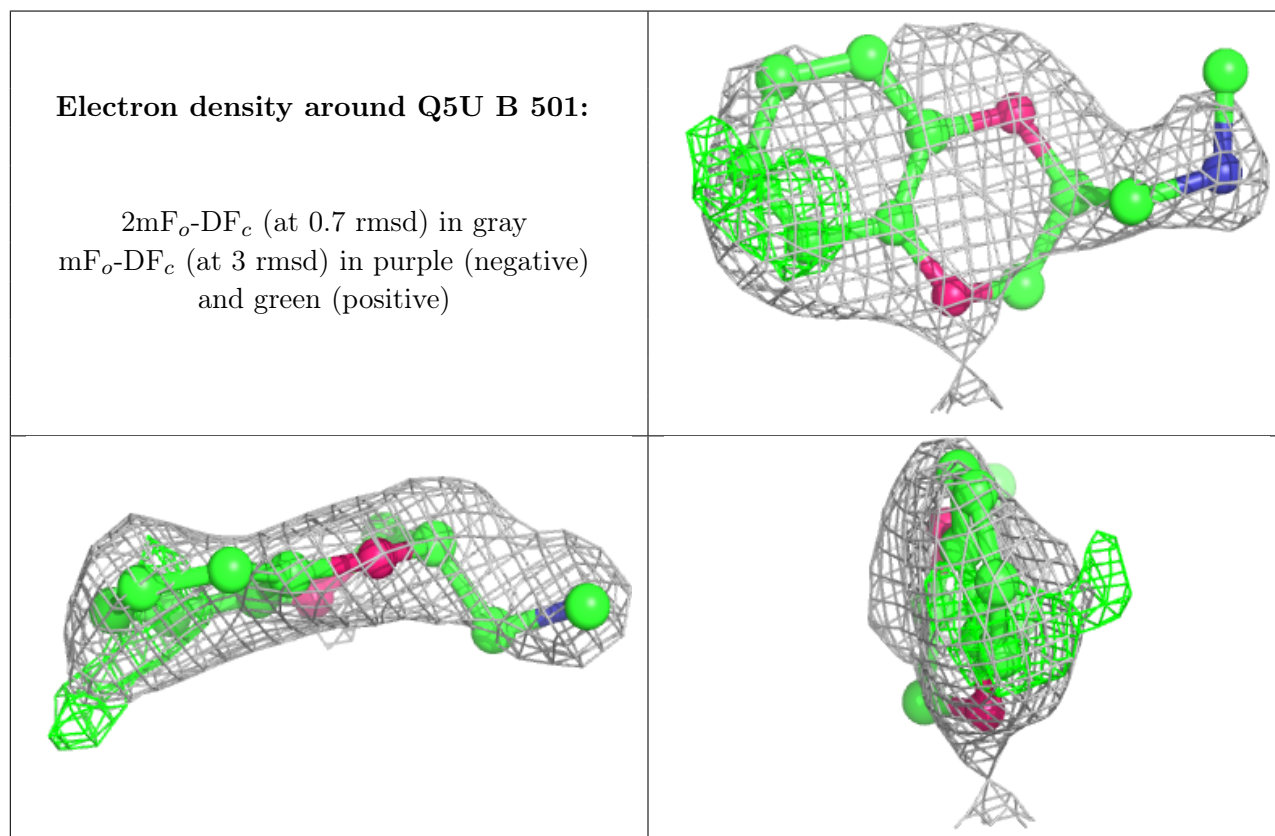 Electron density around Q5U B 501:
2mFₒ-DF𝒸 (at 0.7 rmsd) in gray
mFₒ-DF𝒸 (at 3 rmsd) in purple (negative)
and green (positive)